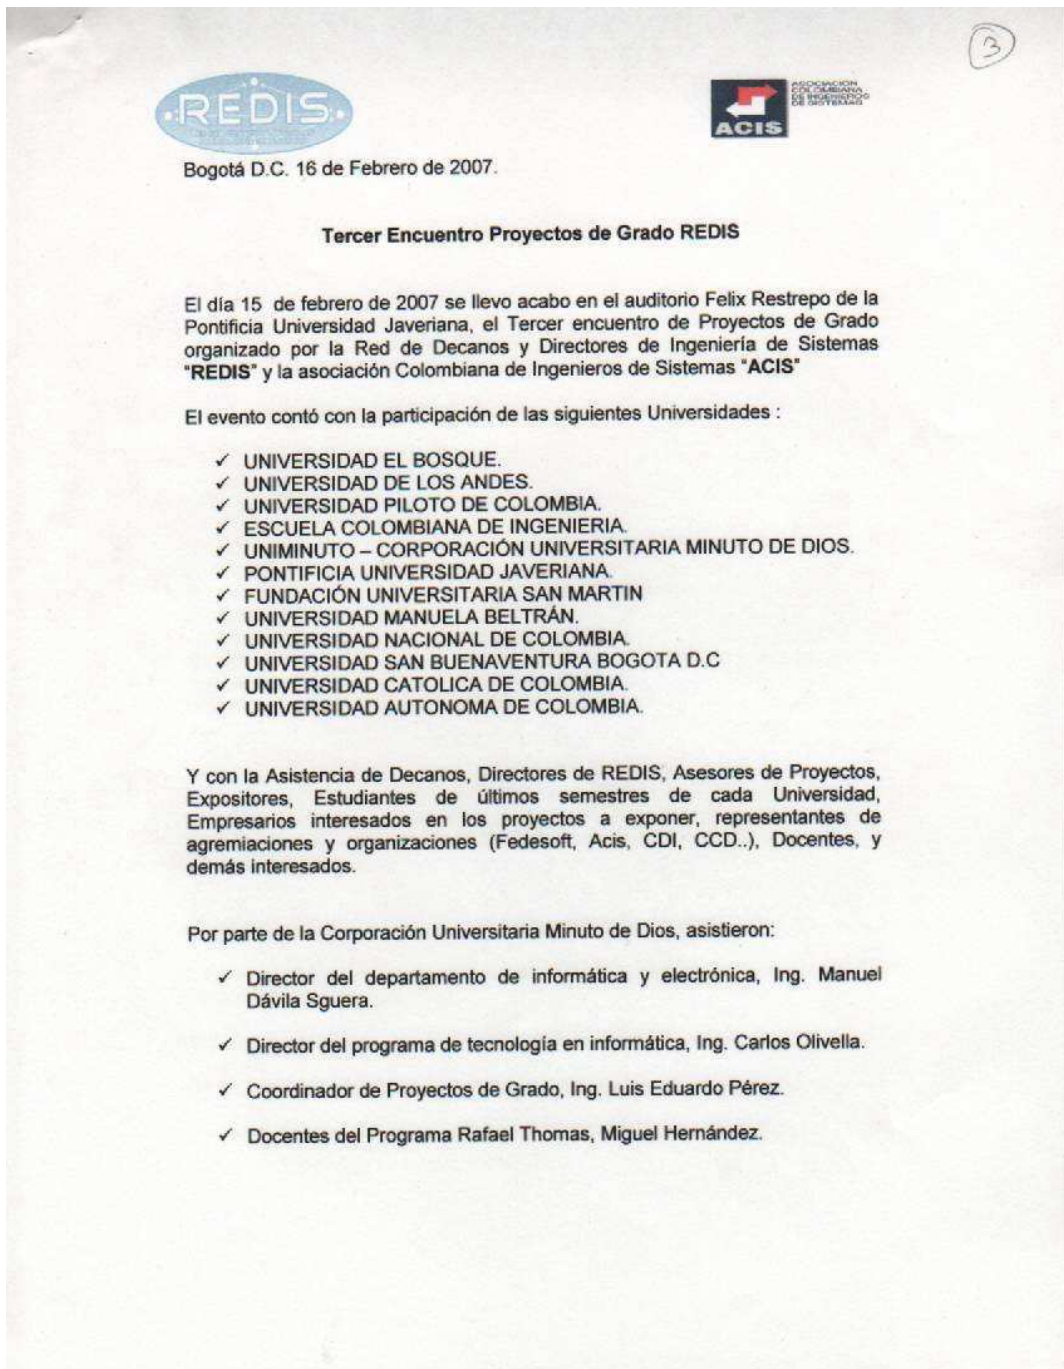 3
REDIS
ACIS
ASOCIACION
COLOMBIANA
DE INGENIEROS
DE SISTEMAS
Bogotá D.C. 16 de Febrero de 2007.
Tercer Encuentro Proyectos de Grado REDIS
El día 15 de febrero de 2007 se llevo acabo en el auditorio Felix Restrepo de la
Pontificia Universidad Javeriana, el Tercer encuentro de Proyectos de Grado
organizado por la Red de Decanos y Directores de Ingeniería de Sistemas
"REDIS" y la asociación Colombiana de Ingenieros de Sistemas "ACIS"
El evento contó con la participación de las siguientes Universidades :
✓ UNIVERSIDAD EL BOSQUE.
✓ UNIVERSIDAD DE LOS ANDES.
✓ UNIVERSIDAD PILOTO DE COLOMBIA.
✓ ESCUELA COLOMBIANA DE INGENIERIA.
✓ UNIMINUTO – CORPORACIÓN UNIVERSITARIA MINUTO DE DIOS.
✓ PONTIFICIA UNIVERSIDAD JAVERIANA.
✓ FUNDACIÓN UNIVERSITARIA SAN MARTIN
✓ UNIVERSIDAD MANUELA BELTRÁN.
✓ UNIVERSIDAD NACIONAL DE COLOMBIA.
✓ UNIVERSIDAD SAN BUENAVENTURA BOGOTA D.C
✓ UNIVERSIDAD CATOLICA DE COLOMBIA.
✓ UNIVERSIDAD AUTONOMA DE COLOMBIA.
Y con la Asistencia de Decanos, Directores de REDIS, Asesores de Proyectos,
Expositores, Estudiantes de últimos semestres de cada Universidad,
Empresarios interesados en los proyectos a exponer, representantes de
agremiaciones y organizaciones (Fedesoft, Acis, CDI, CCD..), Docentes, y
demás interesados.
Por parte de la Corporación Universitaria Minuto de Dios, asistieron:
✓ Director del departamento de informática y electrónica, Ing. Manuel
Dávila Sguera.
✓ Director del programa de tecnología en informática, Ing. Carlos Olivella.
✓ Coordinador de Proyectos de Grado, Ing. Luis Eduardo Pérez.
✓ Docentes del Programa Rafael Thomas, Miguel Hernández.